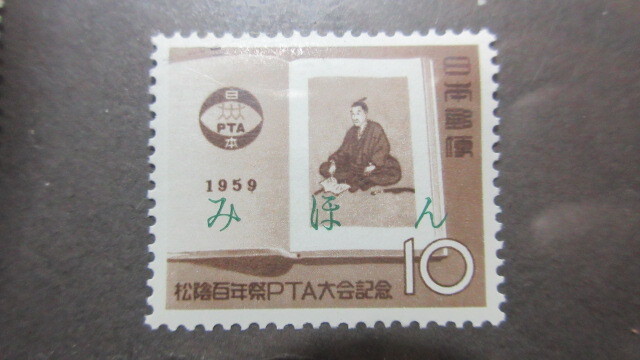 日本郵便
日
PTA
本
1959
みほん
10
松陰百年祭PTA大会記念